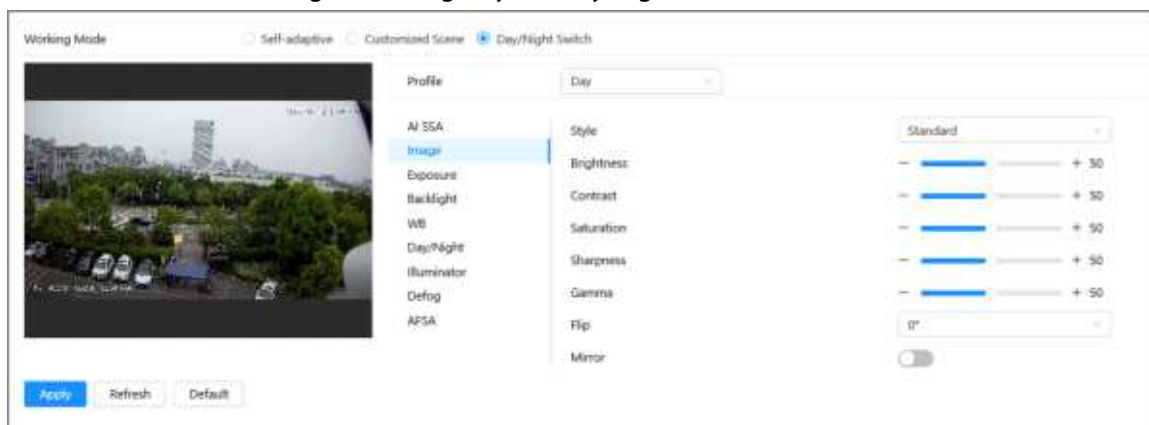 Working Mode Self-adaptive Customized Scene Day/Night Switch
Profile Day
AI SSA
Image
Exposure
Backlight
WB
Day/Night
Illuminator
Defog
AFSA
Style Standard
Brightness - + 50
Contrast - + 50
Saturation - + 50
Sharpness - + 50
Gamma - + 50
Flip 0°
Mirror
Apply Refresh Default